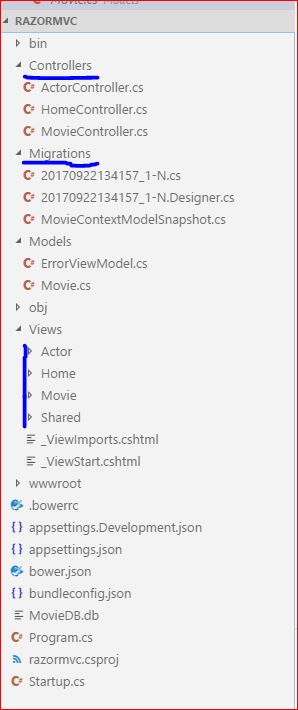 Movie.cs Models
RAZORMVC
bin
Controllers
C# ActorController.cs
C# HomeController.cs
C# MovieController.cs
Migrations
C# 20170922134157_1-N.cs
C# 20170922134157_1-N.Designer.cs
C# MovieContextModelSnapshot.cs
Models
C# ErrorViewModel.cs
C# Movie.cs
obj
Views
Actor
Home
Movie
Shared
_ViewImports.cshtml
_ViewStart.cshtml
wwwroot
.bowerrc
{ } appsettings.Development.json
{ } appsettings.json
bower.json
{ } bundleconfig.json
MovieDB.db
C# Program.cs
razormvc.csproj
C# Startup.cs